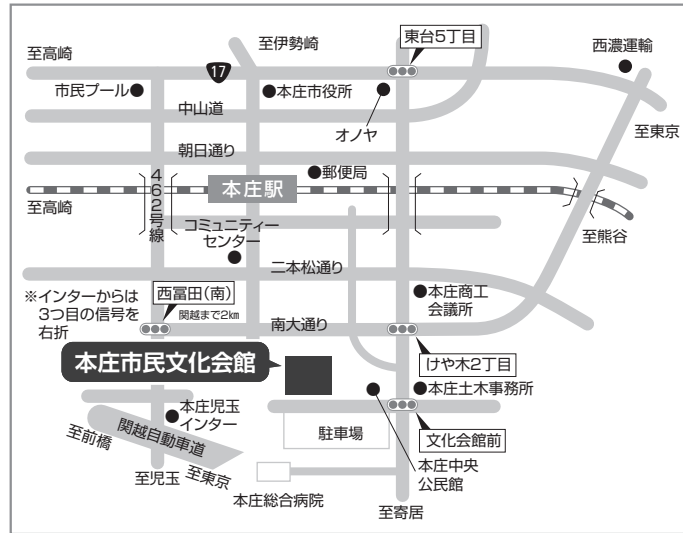 至高崎
至伊勢崎
東台5丁目
西濃運輸
17
市民プール
本庄市役所
中山道
オノヤ
至東京
朝日通り
郵便局
462号線
本庄駅
至高崎
コミュニティー
センター
至熊谷
二本松通り
※インターからは
3つ目の信号を
右折
西冨田(南)
関越まで2km
南大通り
本庄商工
会議所
本庄市民文化会館
けや木2丁目
本庄土木事務所
本庄児玉
インター
関越自動車道
至前橋
駐車場
文化会館前
本庄中央
公民館
至児玉
至東京
本庄総合病院
至寄居